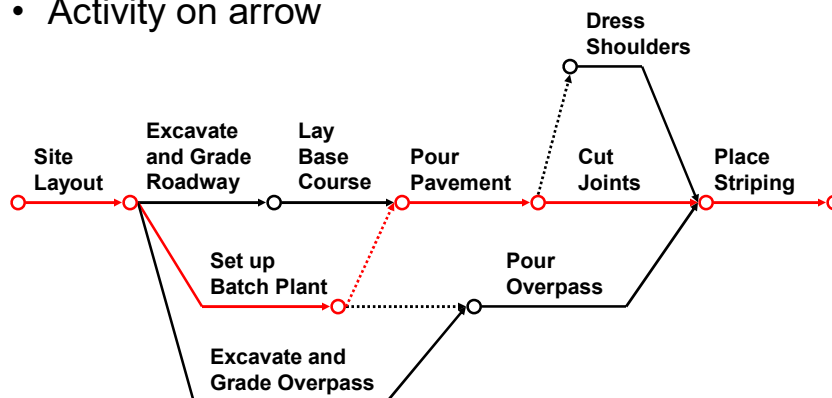 • Activity on arrow
Dress
Shoulders
Excavate
and Grade
Roadway
Lay
Base
Course
Site
Layout
Pour
Pavement
Cut
Joints
Place
Striping
Set up
Batch Plant
Pour
Overpass
Excavate and
Grade Overpass